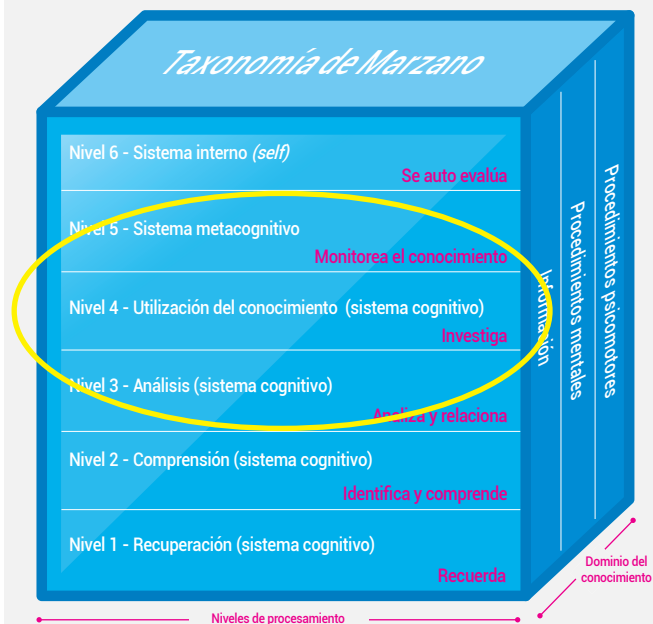 Taxonomía de Marzano
Nivel 6 - Sistema interno (self)
Se auto evalúa
Nivel 5 - Sistema metacognitivo
Monitorea el conocimiento
Nivel 4 - Utilización del conocimiento (sistema cognitivo)
Investiga
Nivel 3 - Análisis (sistema cognitivo)
Analiza y relaciona
Nivel 2 - Comprensión (sistema cognitivo)
Identifica y comprende
Nivel 1 - Recuperación (sistema cognitivo)
Recuerda
Información
Procedimientos mentales
Procedimientos psicomotores
Dominio del
conocimiento
Niveles de procesamiento